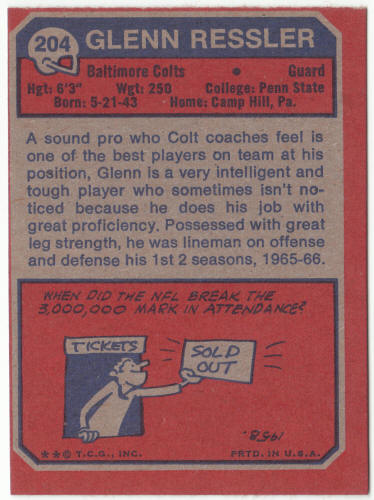 204 GLENN RESSLER
Baltimore Colts • Guard
Hgt: 6'3" Wgt: 250 College: Penn State
Born: 5-21-43 Home: Camp Hill, Pa.
A sound pro who Colt coaches feel is
one of the best players on team at his
position, Glenn is a very intelligent and
tough player who sometimes isn't no-
ticed because he does his job with
great proficiency. Possessed with great
leg strength, he was lineman on offense
and defense his 1st 2 seasons, 1965-66.
WHEN DID THE NFL BREAK THE
3,000,000 MARK IN ATTENDANCE?
TICKETS
SOLD
OUT
1958.
**© T.C.G., INC. PRTD. IN U.S.A.